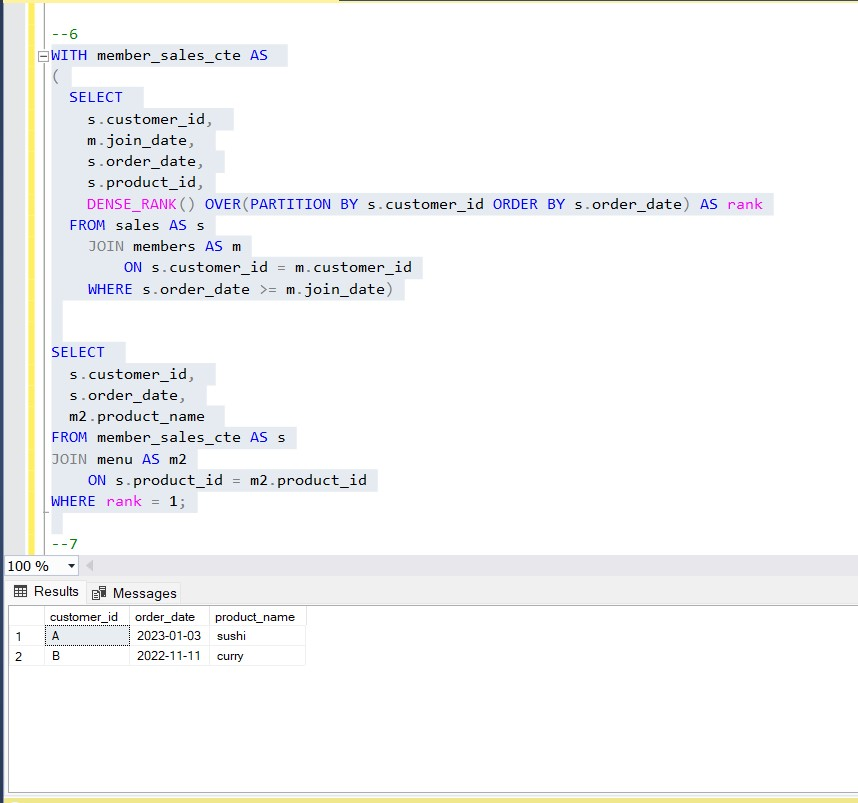 --6
WITH member_sales_cte AS
(
SELECT
s.customer_id,
m.join_date,
s.order_date,
s.product_id,
DENSE_RANK() OVER(PARTITION BY s.customer_id ORDER BY s.order_date) AS rank
FROM sales AS s
JOIN members AS m
ON s.customer_id = m.customer_id
WHERE s.order_date >= m.join_date)
SELECT
s.customer_id,
s.order_date,
m2.product_name
FROM member_sales_cte AS s
JOIN menu AS m2
ON s.product_id = m2.product_id
WHERE rank = 1;
--7
100 %
Results Messages
customer_id order_date product_name
1 A 2023-01-03 sushi
2 B 2022-11-11 curry